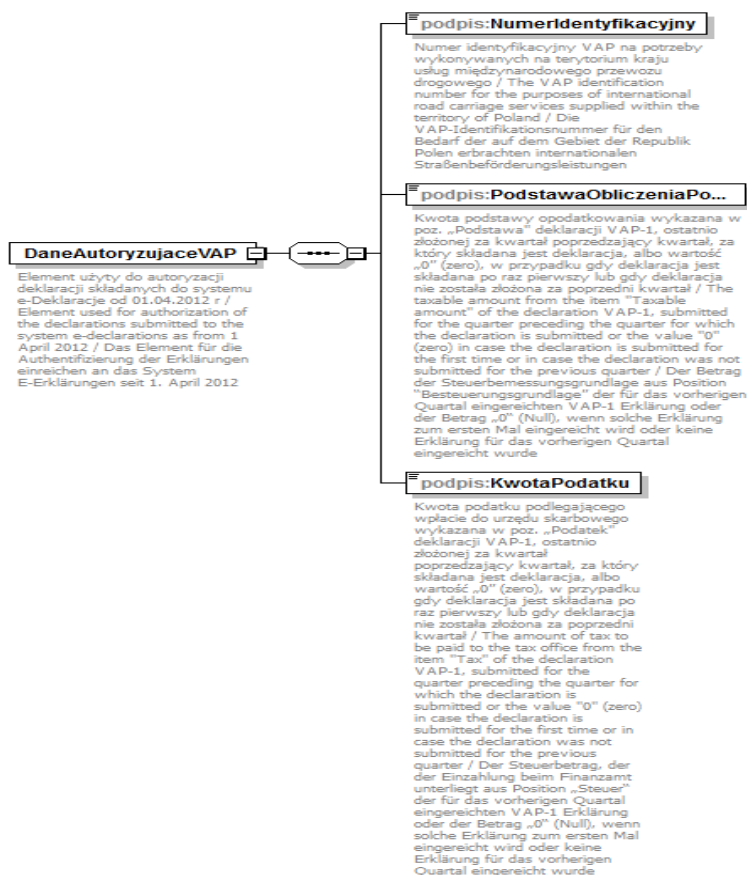 podpis:NumerIdentyfikacyjny
Numer identyfikacyjny VAP na potrzeby
wykonywanych na terytorium kraju
usług międzynarodowego przewozu
drogowego / The VAP identification
number for the purposes of international
road carriage services supplied within the
territory of Poland / Die
VAP-Identifikationsnummer für den
Bedarf der auf dem Gebiet der Republik
Polen erbrachten internationalen
Straßenbeförderungsleistungen
podpis:PodstawaObliczeniaPo...
Kwota podstawy opodatkowania wykazana w
poz. „Podstawa” deklaracji VAP-1, ostatnio
złożonej za kwartał poprzedzający kwartał, za
który składana jest deklaracja, albo wartość
„0” (zero), w przypadku gdy deklaracja jest
składana po raz pierwszy lub gdy deklaracja
nie została złożona za poprzedni kwartał / The
taxable amount from the item "Taxable
amount" of the declaration VAP-1, submitted
for the quarter preceding the quarter for which
the declaration is submitted or the value "0"
(zero) in case the declaration is submitted for
the first time or in case the declaration was not
submitted for the previous quarter / Der Betrag
der Steuerbemessungsgrundlage aus Position
"Besteuerungsgrundlage" der für das vorherigen
Quartal eingereichten VAP-1 Erklärung oder
der Betrag „0“ (Null), wenn solche Erklärung
zum ersten Mal eingereicht wird oder keine
Erklärung für das vorherigen Quartal
eingereicht wurde
DaneAutoryzujaceVAP
Element użyty do autoryzacji
deklaracji składanych do systemu
e-Deklaracje od 01.04.2012 r /
Element used for authorization of
the declarations submitted to the
system e-declarations as from 1
April 2012 / Das Element für die
Authentifizierung der Erklärungen
einreichen an das System
E-Erklärungen seit 1. April 2012
podpis:KwotaPodatku
Kwota podatku podlegającego
wpłacie do urzędu skarbowego
wykazana w poz. „Podatek”
deklaracji VAP-1, ostatnio
złożonej za kwartał
poprzedzający kwartał, za który
składana jest deklaracja, albo
wartość „0” (zero), w przypadku
gdy deklaracja jest składana po
raz pierwszy lub gdy deklaracja
nie została złożona za poprzedni
kwartał / The amount of tax to
be paid to the tax office from the
item "Tax" of the declaration
VAP-1, submitted for the
quarter preceding the quarter for
which the declaration is
submitted or the value "0" (zero)
in case the declaration is
submitted for the first time or in
case the declaration was not
submitted for the previous
quarter / Der Steuerbetrag, der
der Einzahlung beim Finanzamt
unterliegt aus Position „Steuer“
der für das vorherigen Quartal
eingereichten VAP-1 Erklärung
oder der Betrag „0“ (Null), wenn
solche Erklärung zum ersten Mal
eingereicht wird oder keine
Erklärung für das vorherigen
Quartal eingereicht wurde